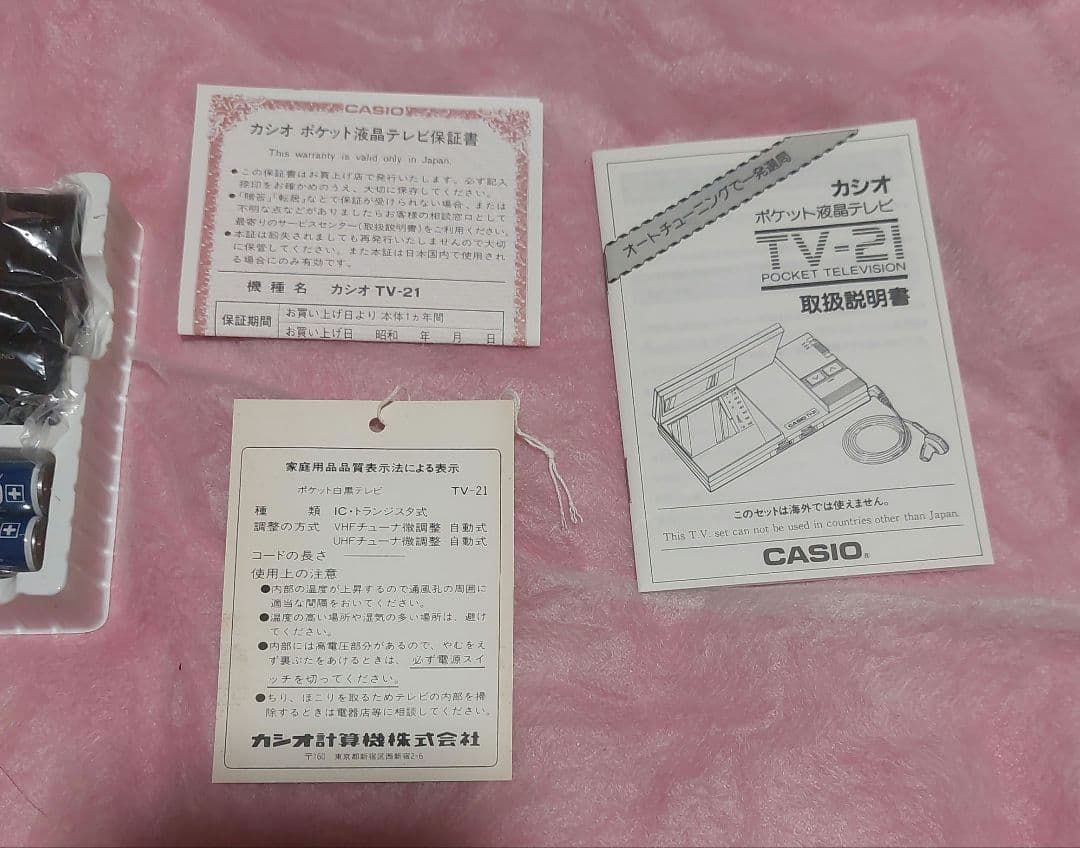 CASIO
カシオ ポケット液晶テレビ保証書
This warranty is valid only in Japan.
●この保証書はお買上げ店で発行いたします。必ず記入
捺印をお確かめのうえ、大切に保存してください。
●「贈答」「転居」などで保証が受けられない場合、または
不明な点などがありましたらお客様の相談窓口として
最寄りのサービスセンター(取扱説明書)をご利用ください。
●本証は紛失されましても再発行いたしませんので大切
に保管してください。また本証は日本国内で使用され
る場合にのみ有効です。
機種名 カシオ TV-21
保証期間
お買い上げ日より 本体1ヵ年間
お買い上げ日 昭和 年 月 日
オートチューニングで一発選局
カシオ
ポケット液晶テレビ
TV-21
POCKET TELEVISION
取扱説明書
CASIO TV-21
このセットは海外では使えません。
This T.V. set can not be used in countries other than Japan.
CASIO®
家庭用品品質表示法による表示
ポケット白黒テレビ TV-21
種類 IC・トランジスタ式
調整の方式 VHFチューナ微調整 自動式
UHFチューナ微調整 自動式
コードの長さ
使用上の注意
●内部の温度が上昇するので通風孔の周囲に
適当な間隔をおいてください。
●温度の高い場所や湿気の多い場所は、避け
てください。
●内部には高電圧部分があるので、やむをえ
ず裏ぶたをあけるときは、必ず電源スイ
ッチを切ってください。
●ちり、ほこりを取るためテレビの内部を掃
除するときは電器店等に相談してください。
カシオ計算機株式会社
〒160 東京都新宿区西新宿2-6